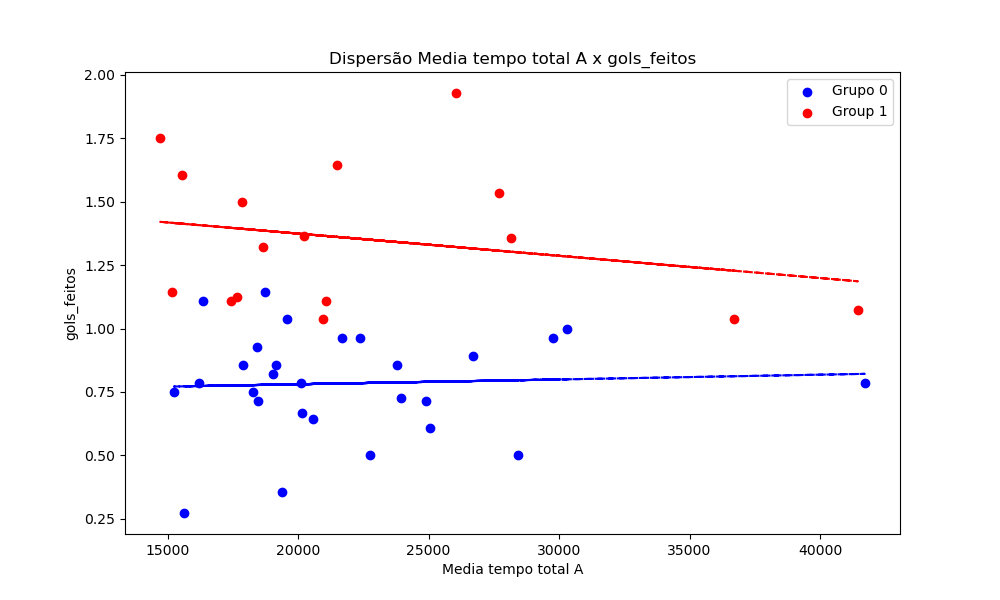 Dispersão Media tempo total A x gols_feitos
Grupo 0
Group 1
gols_feitos
2.00
1.75
1.50
1.25
1.00
0.75
0.50
0.25
15000 20000 25000 30000 35000 40000
Media tempo total A